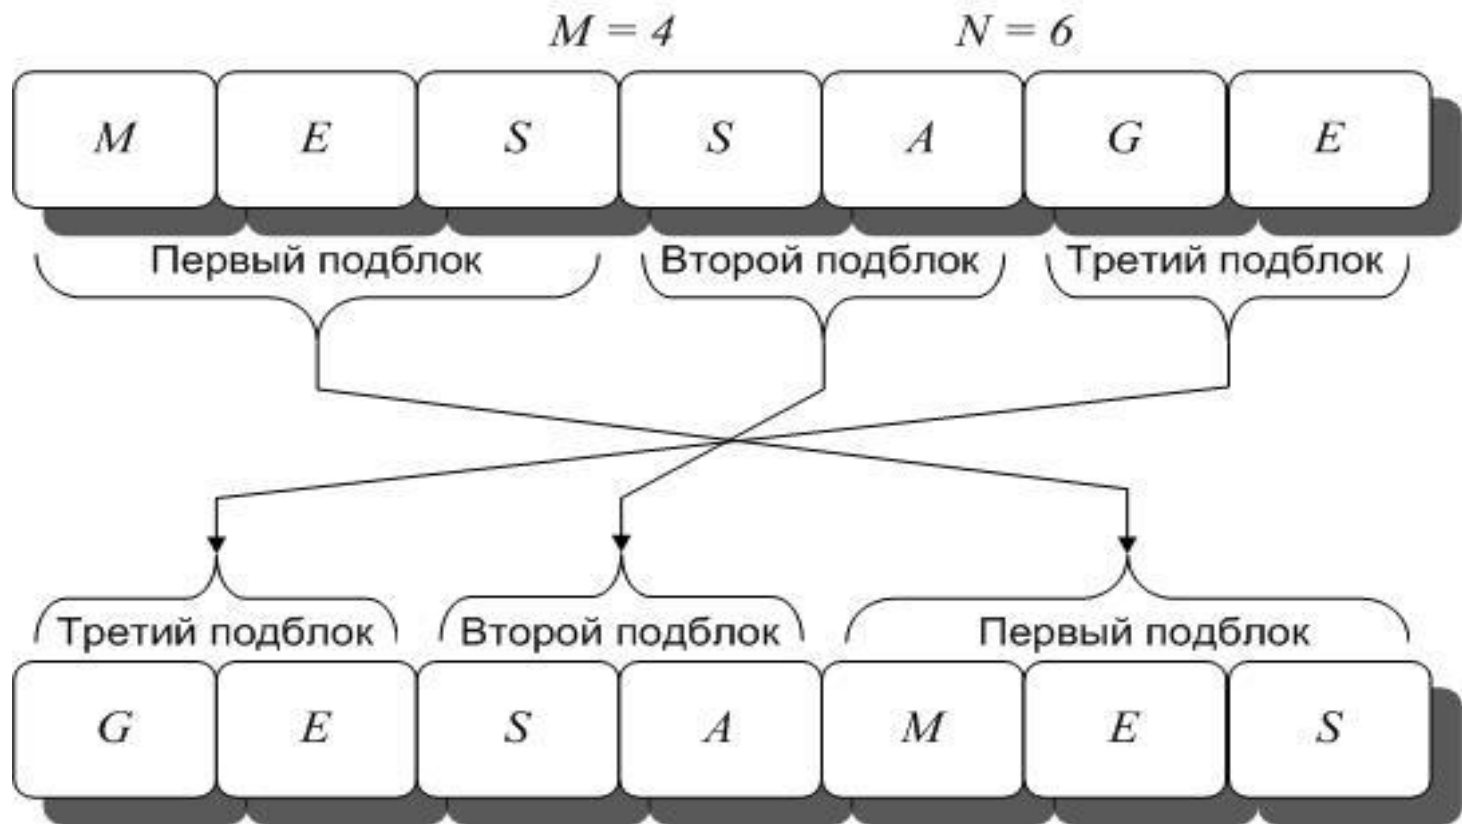 M = 4 N = 6
M E S S A G E
Первый подблок Второй подблок Третий подблок
Третий подблок Второй подблок Первый подблок
G E S A M E S